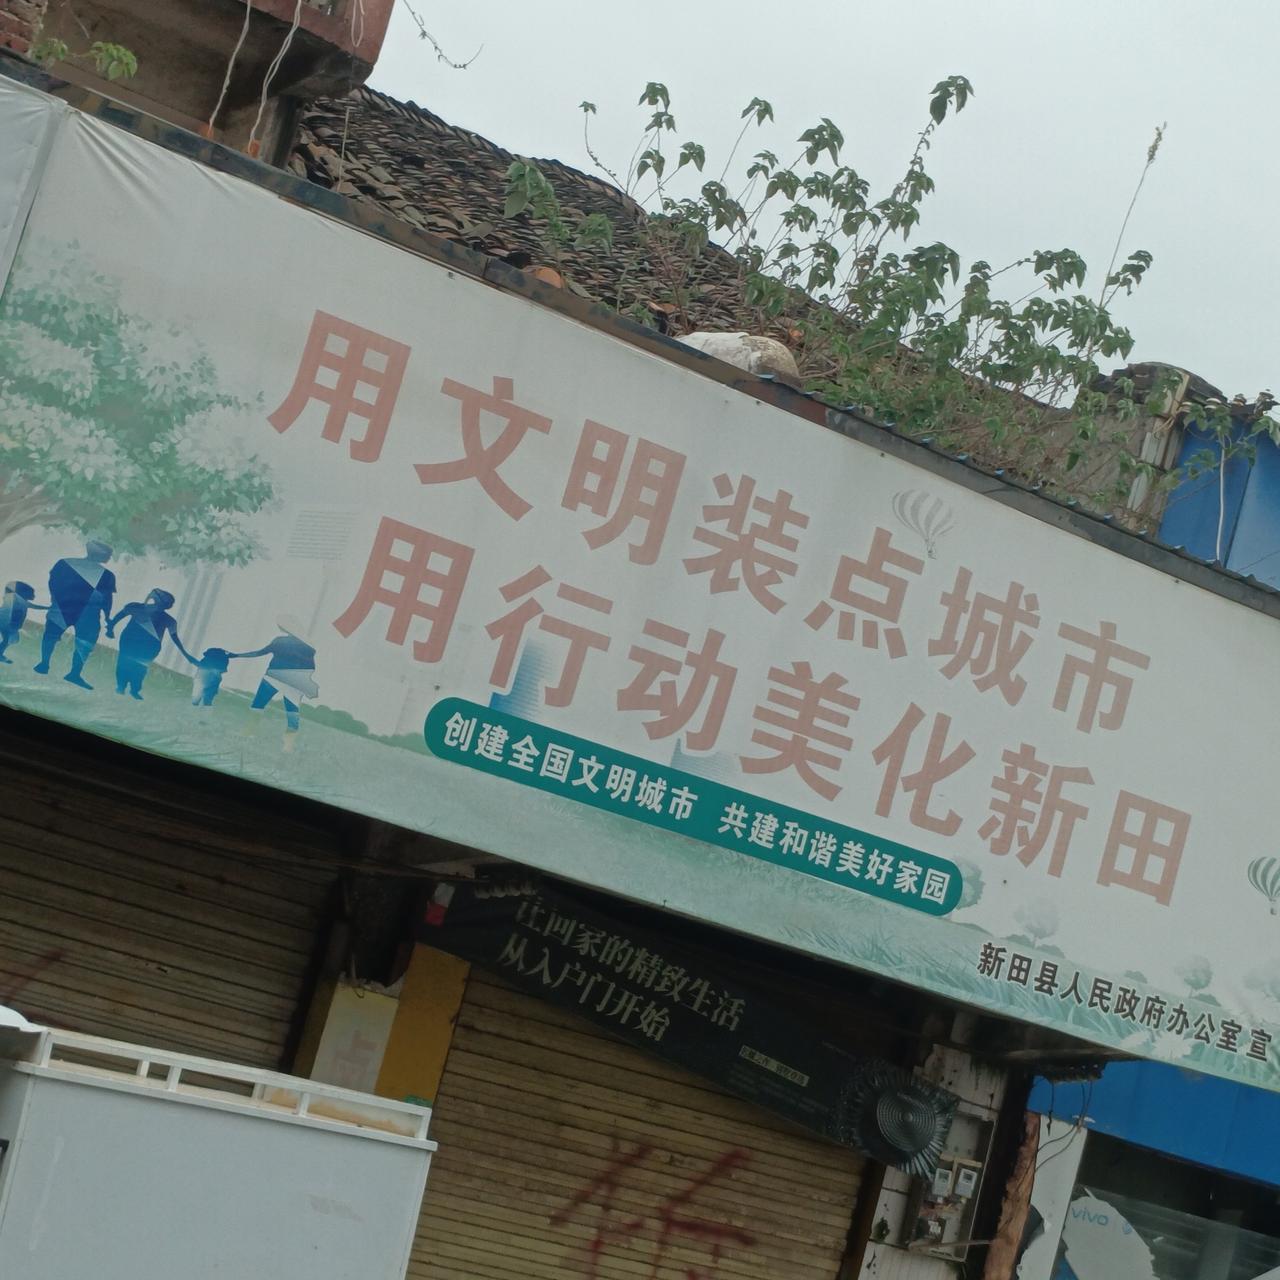 用文明装点城市
用行动美化新田
创建全国文明城市 共建和谐美好家园
新田县人民政府办公室 宣
让回家的精致生活
从入户门开始
拆
vivo